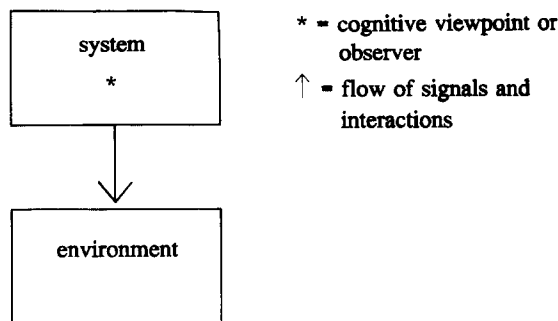 system
*
environment
* = cognitive viewpoint or
observer
↑ = flow of signals and
interactions